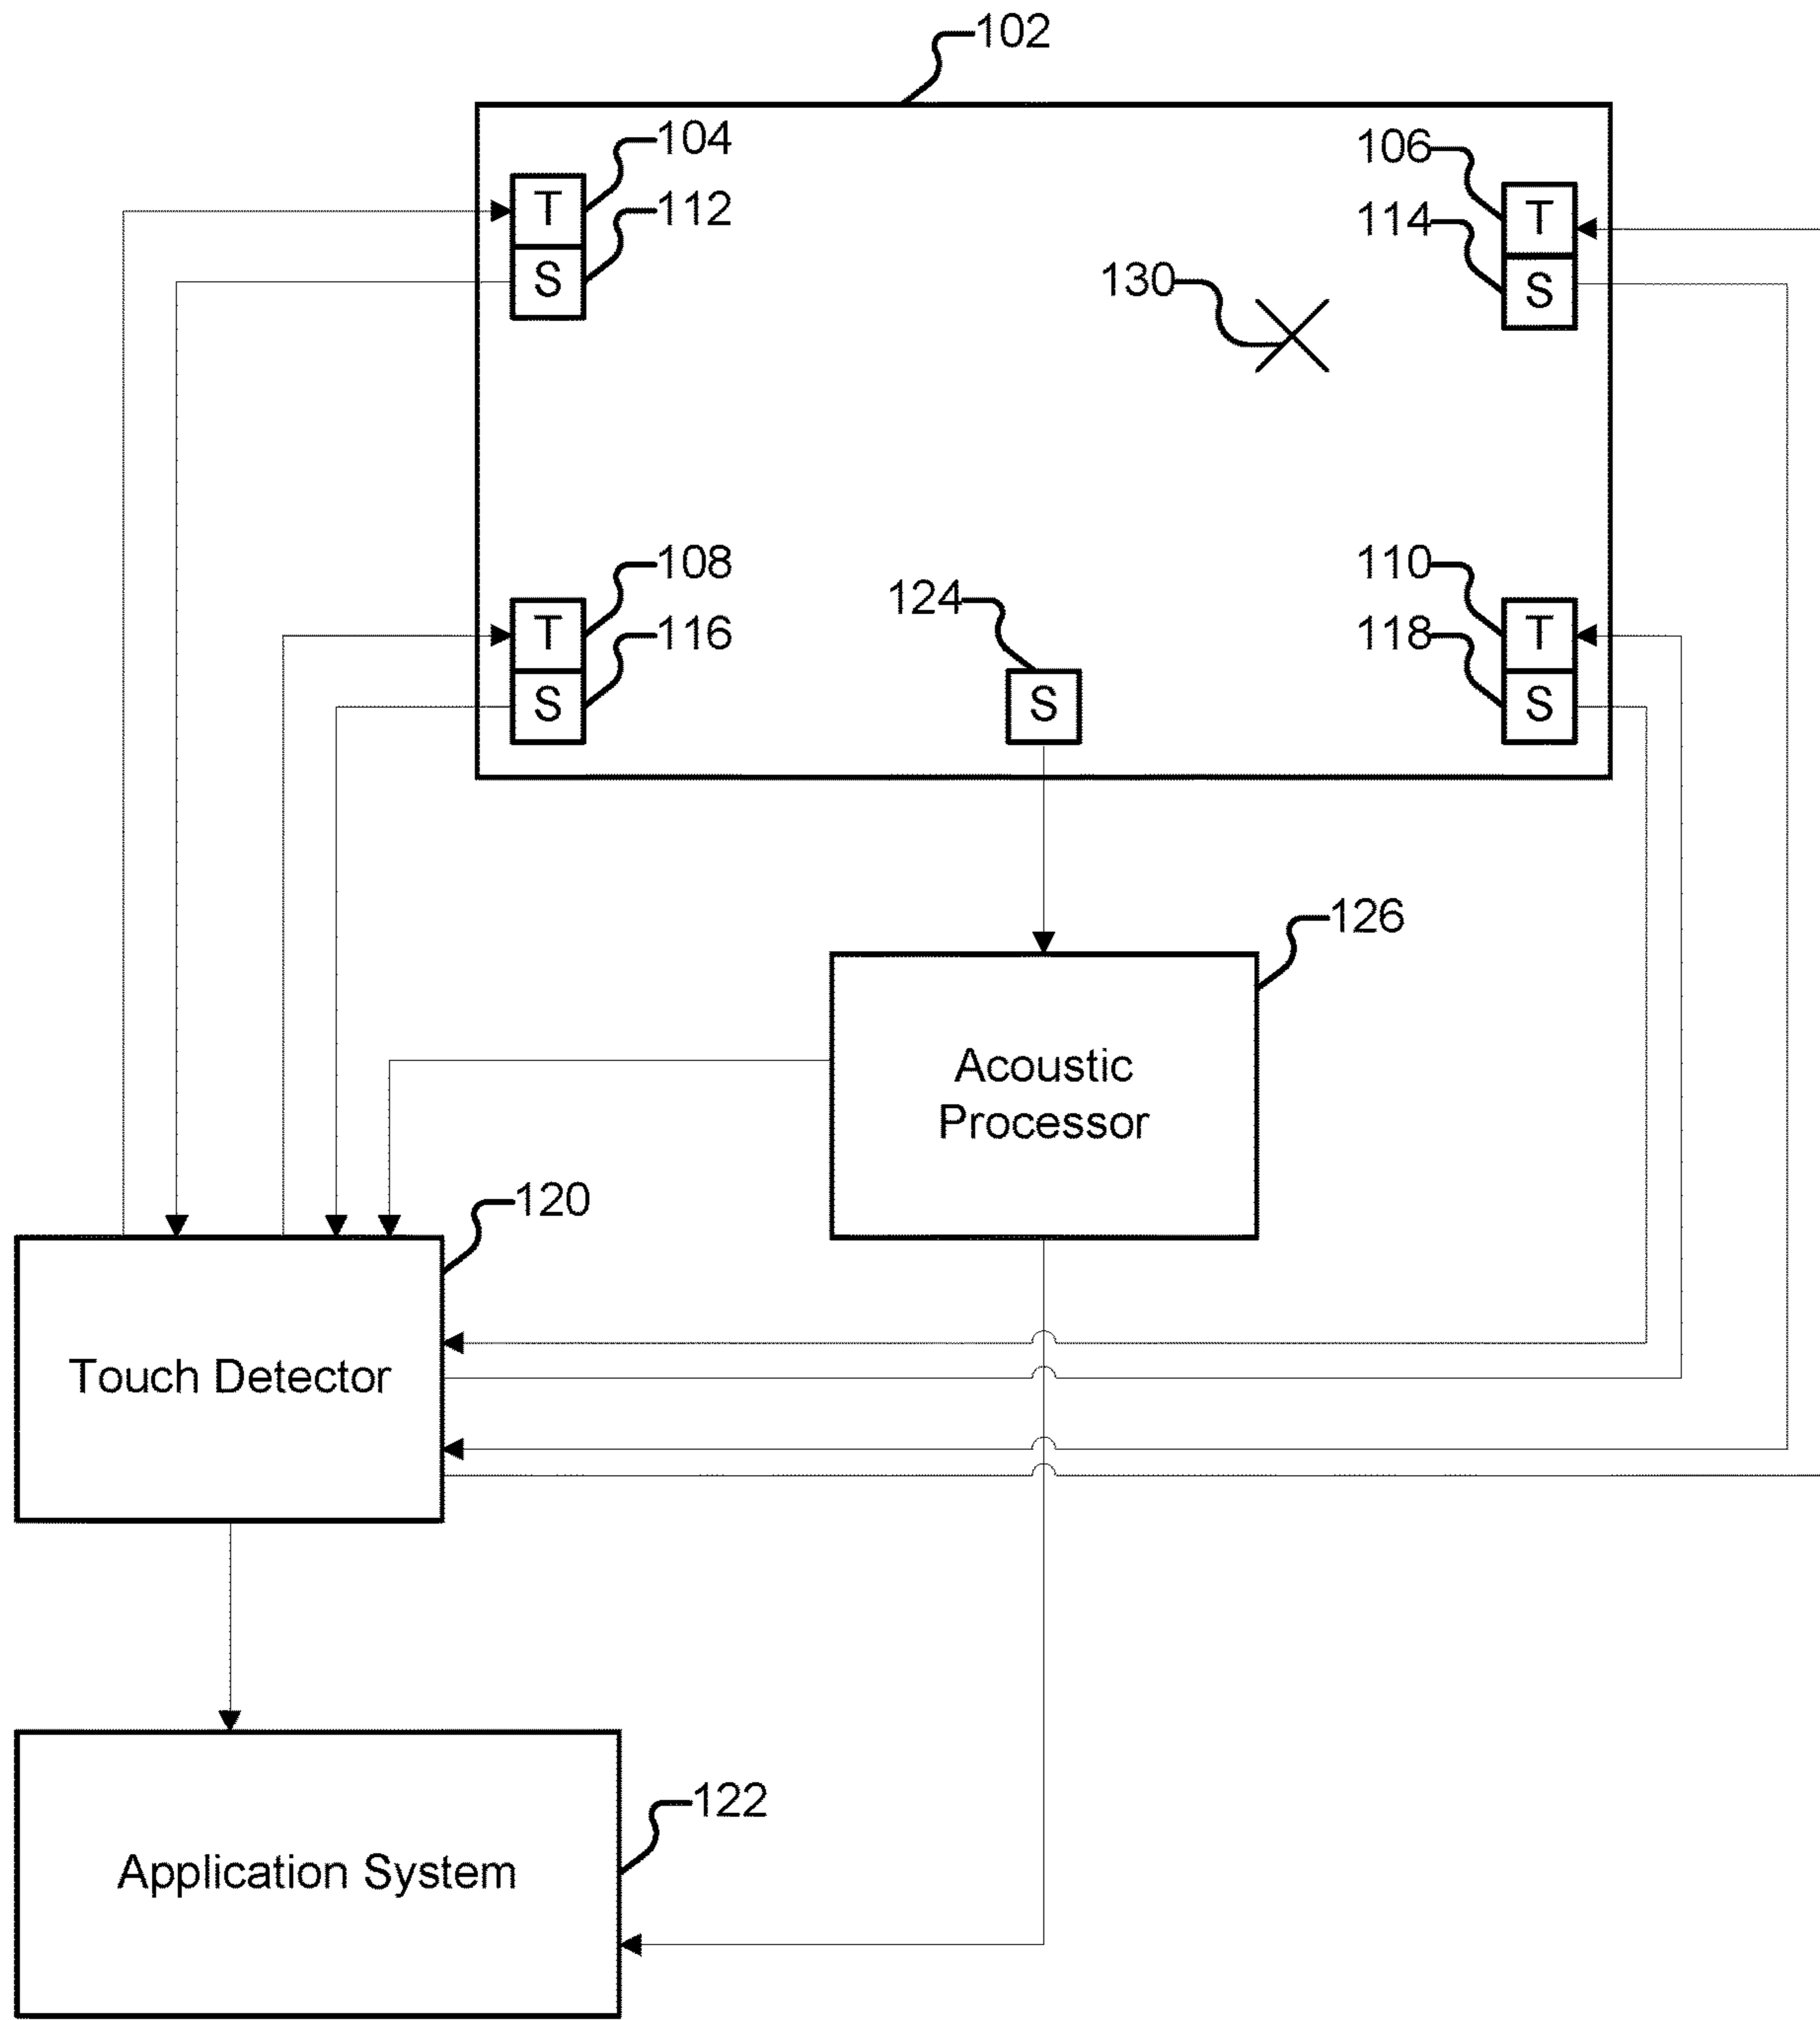 102
104
106
T
112
114
T
S
130
S
108
110
124
T
116
118
T
S
S
S
126
Acoustic
Processor
120
Touch Detector
122
Application System